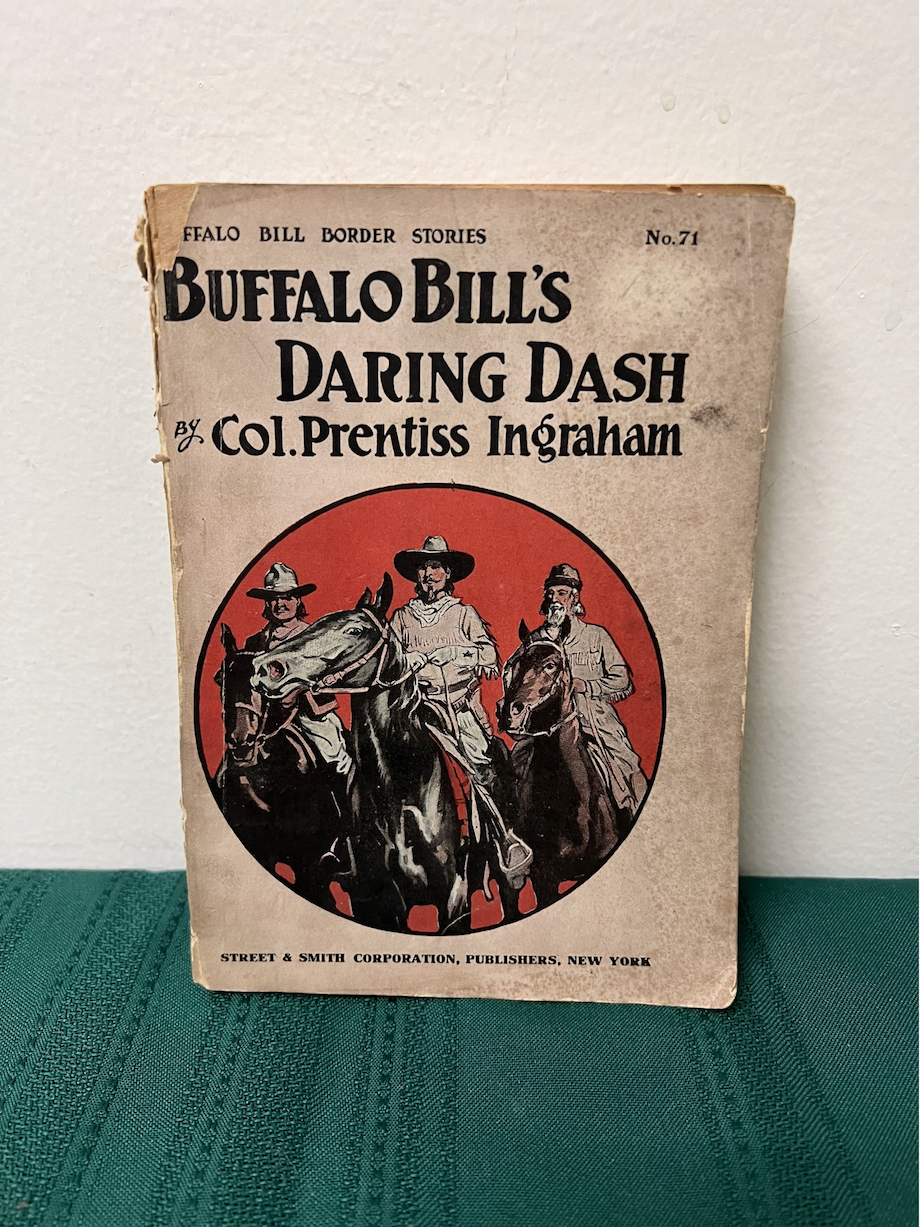 FFALO BILL BORDER STORIES No. 71
BUFFALO BILL'S
DARING DASH
BY Col. Prentiss Ingraham
STREET & SMITH CORPORATION, PUBLISHERS, NEW YORK